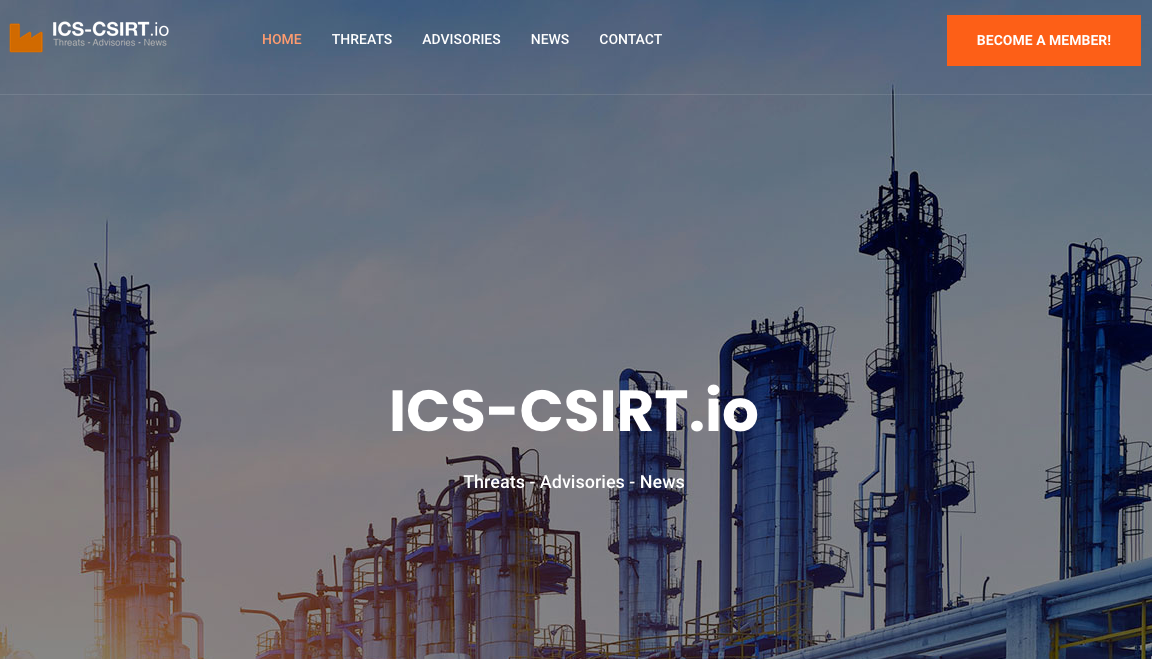 ICS-CSIRT.io
Threats - Advisories - News
HOME THREATS ADVISORIES NEWS CONTACT
BECOME A MEMBER!
ICS-CSIRT.io
Threats - Advisories - News